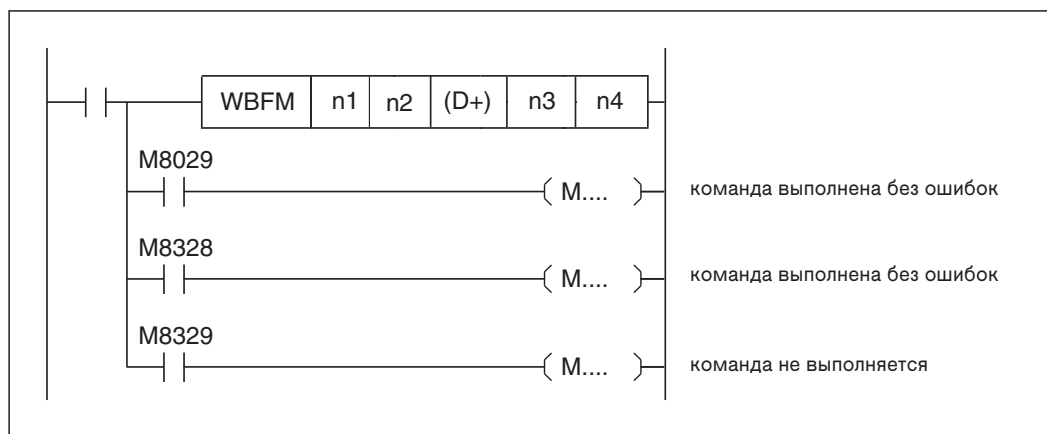 WBFM n1 n2 (D+) n3 n4
M8029
M.... команда выполнена без ошибок
M8328
M.... команда выполнена без ошибок
M8329
M.... команда не выполняется